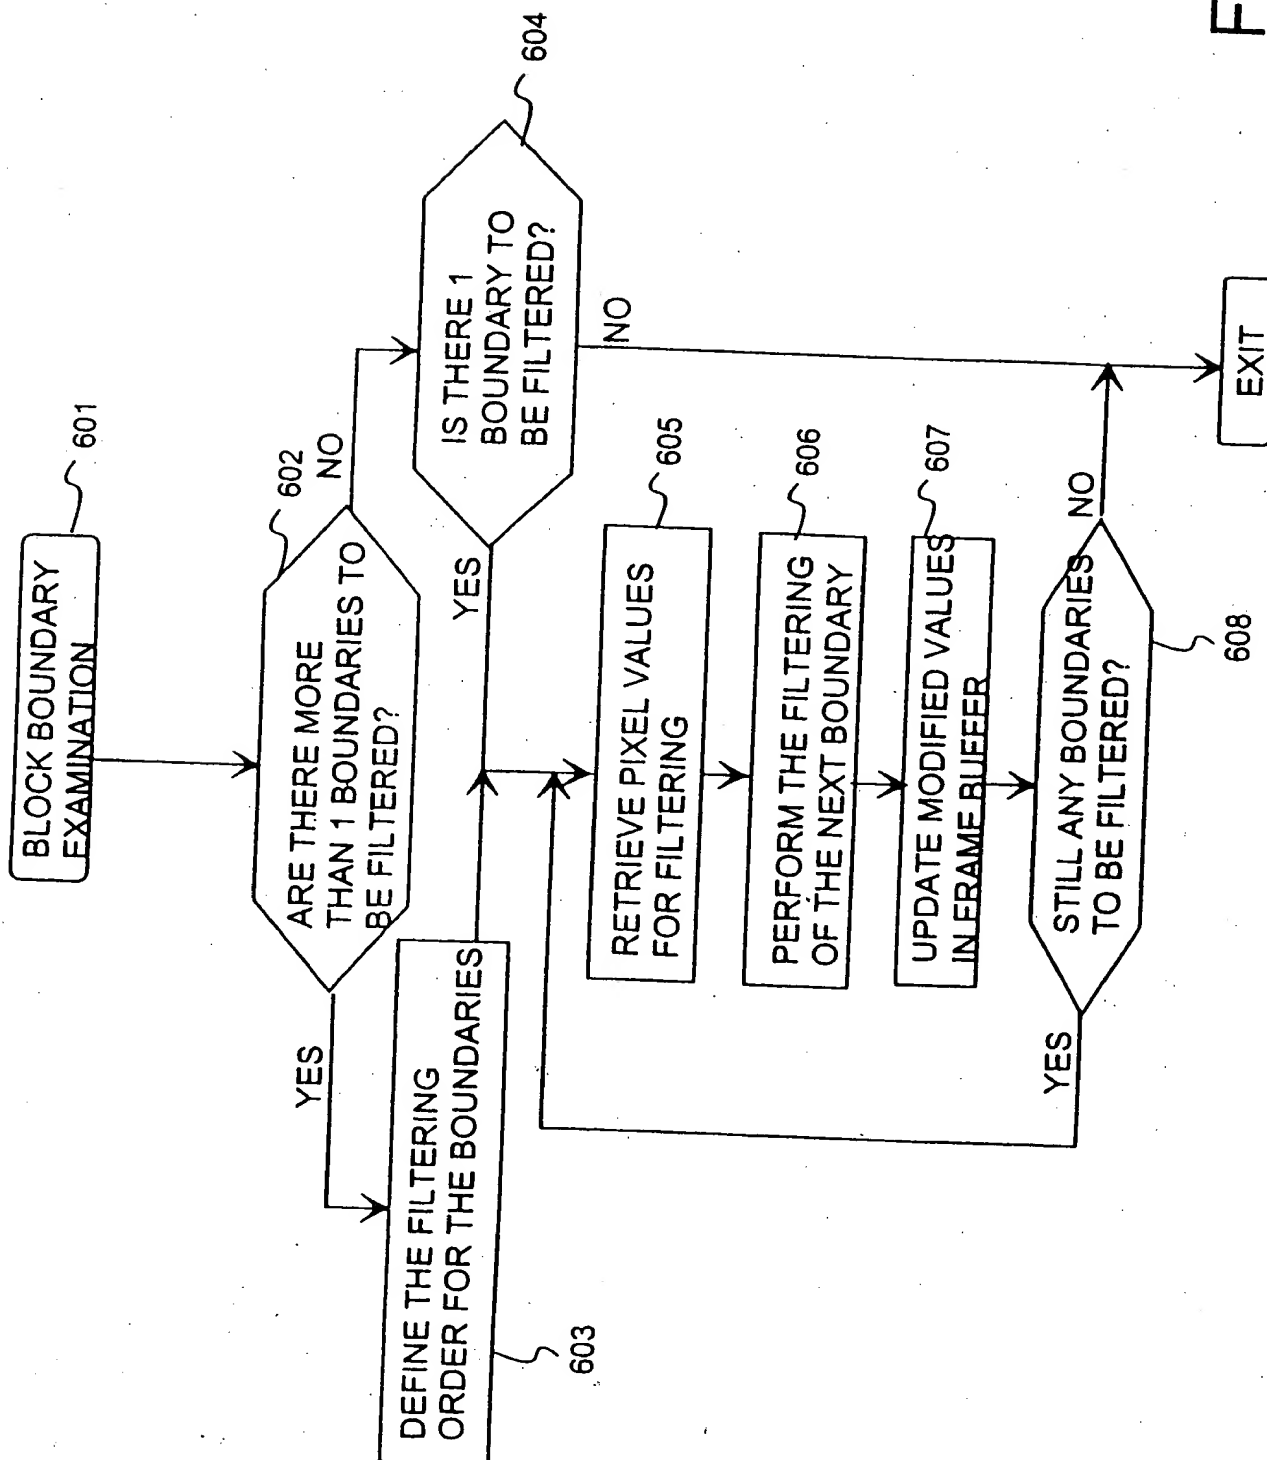 BLOCK BOUNDARY
EXAMINATION
601
ARE THERE MORE
THAN 1 BOUNDARIES TO
BE FILTERED?
602
NO
YES
DEFINE THE FILTERING
ORDER FOR THE BOUNDARIES
603
IS THERE 1
BOUNDARY TO
BE FILTERED?
604
YES
NO
RETRIEVE PIXEL VALUES
FOR FILTERING
605
PERFORM THE FILTERING
OF THE NEXT BOUNDARY
606
UPDATE MODIFIED VALUES
IN FRAME BUFFER
607
STILL ANY BOUNDARIES
TO BE FILTERED?
608
YES
NO
EXIT
F